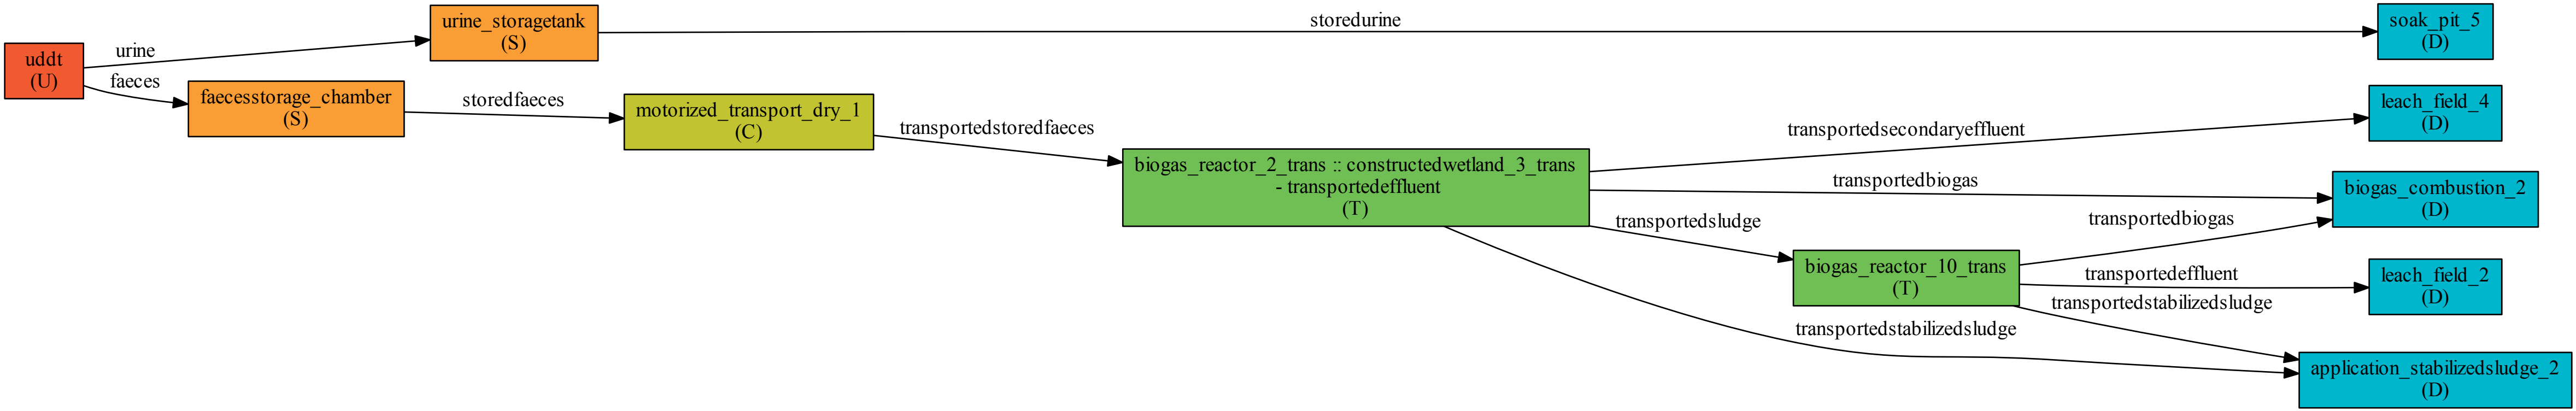 uddt
(U)
urine
faeces
urine_storagetank
(S)
faecesstorage_chamber
(S)
storedurine
storedfaeces
motorized_transport_dry_1
(C)
transportedstoredfaeces
biogas_reactor_2_trans :: constructedwetland_3_trans
- transportedeffluent
(T)
transportedsecondaryeffluent
transportedbiogas
transportedsludge
transportedstabilizedsludge
biogas_reactor_10_trans
(T)
transportedbiogas
transportedeffluent
transportedstabilizedsludge
soak_pit_5
(D)
leach_field_4
(D)
biogas_combustion_2
(D)
leach_field_2
(D)
application_stabilizedsludge_2
(D)